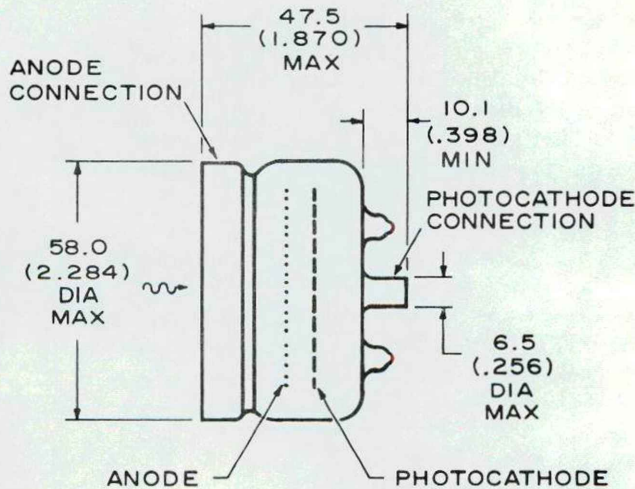 47.5
(1.870)
MAX
ANODE
CONNECTION
10.1
(.398)
MIN
PHOTOCATHODE
CONNECTION
58.0
(2.284)
DIA
MAX
6.5
(.256)
DIA
MAX
ANODE
PHOTOCATHODE